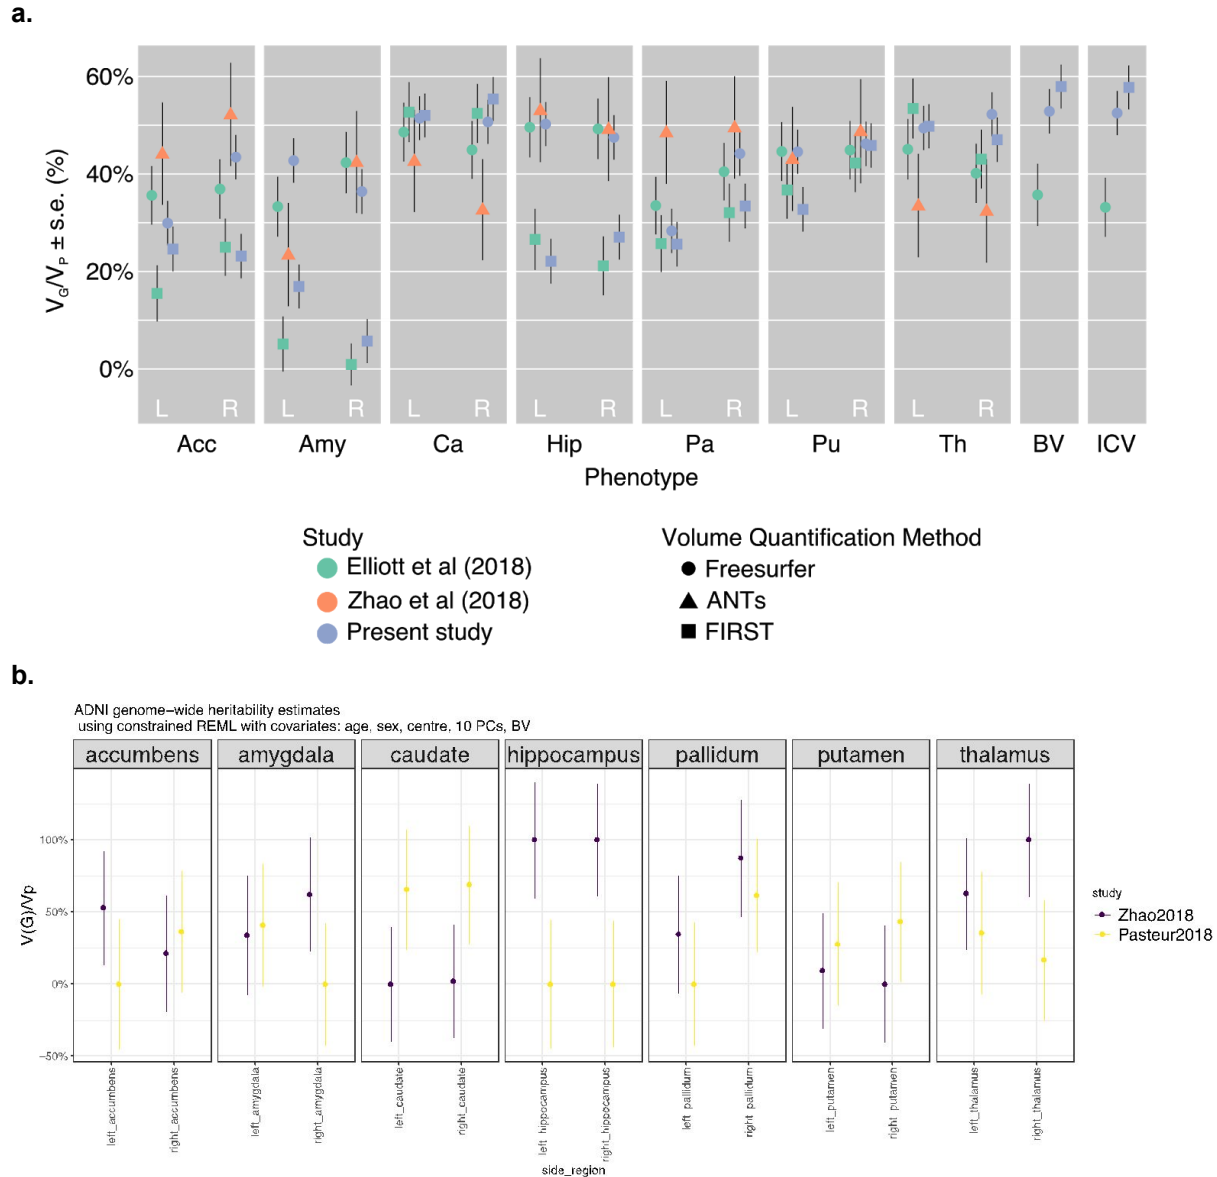 a.
V_G/V_P ± s.e. (%)
60%
40%
20%
0%
L R L R L R L R L R L R L R
Acc Amy Ca Hip Pa Pu Th BV ICV
Phenotype
Study
Elliott et al (2018)
Zhao et al (2018)
Present study
Volume Quantification Method
Freesurfer
ANTs
FIRST
b.
ADNI genome-wide heritability estimates
using constrained REML with covariates: age, sex, centre, 10 PCs, BV
accumbens amygdala caudate hippocampus pallidum putamen thalamus
V(G)/Vp
100%
50%
0%
-50%
left_accumbens
right_accumbens
left_amygdala
right_amygdala
left_caudate
right_caudate
left_hippocampus
right_hippocampus
left_pallidum
right_pallidum
left_putamen
right_putamen
left_thalamus
right_thalamus
side_region
study
Zhao2018
Pasteur2018